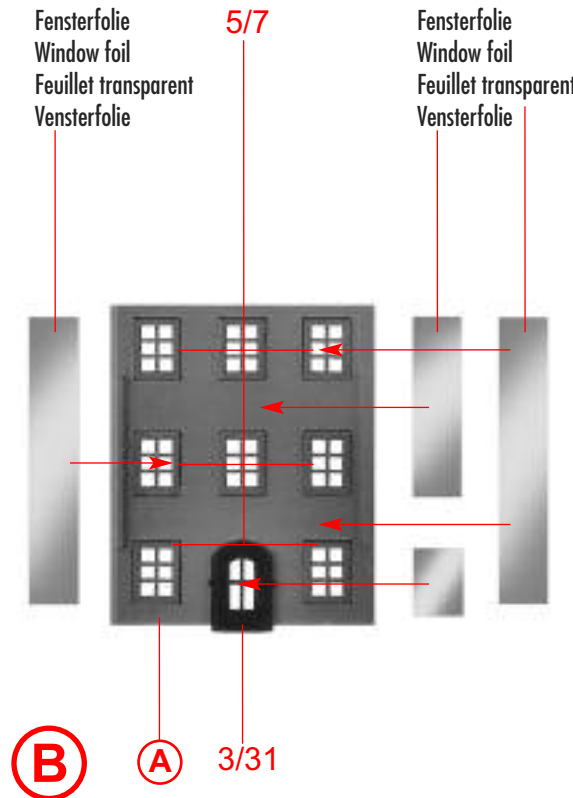 Fensterfolie
Window foil
Feuillet transparent
Vensterfolie
5/7
Fensterfolie
Window foil
Feuillet transparent
Vensterfolie
B
A
3/31